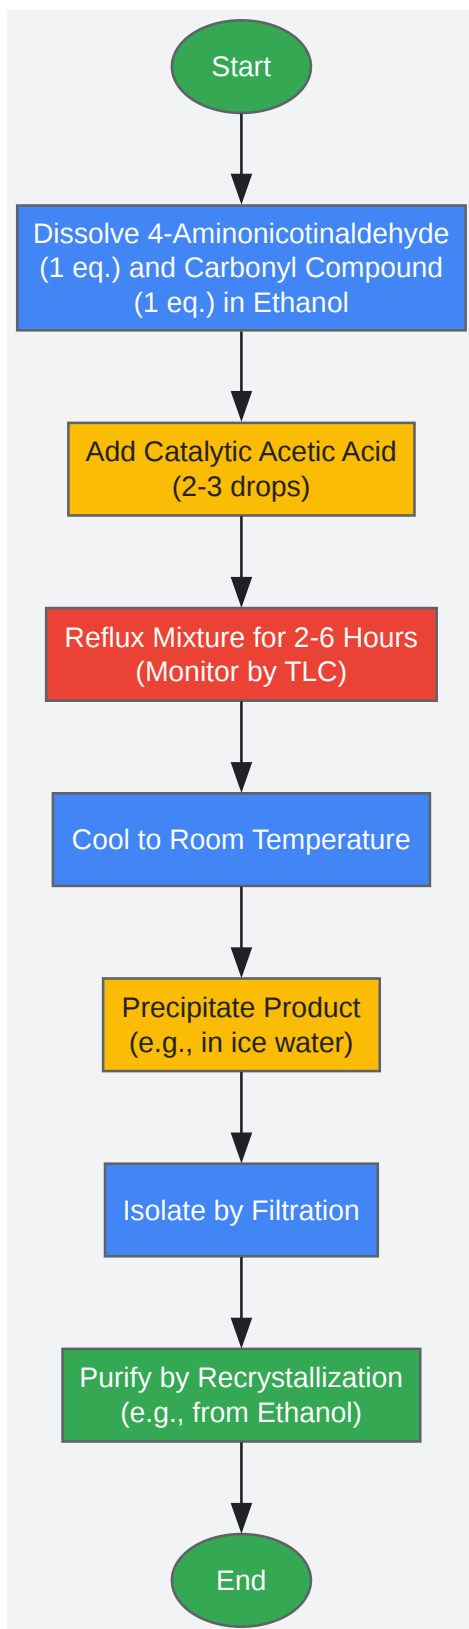 Start
Dissolve 4-Aminonicotinaldehyde
(1 eq.) and Carbonyl Compound
(1 eq.) in Ethanol
Add Catalytic Acetic Acid
(2-3 drops)
Reflux Mixture for 2-6 Hours
(Monitor by TLC)
Cool to Room Temperature
Precipitate Product
(e.g., in ice water)
Isolate by Filtration
Purify by Recrystallization
(e.g., from Ethanol)
End